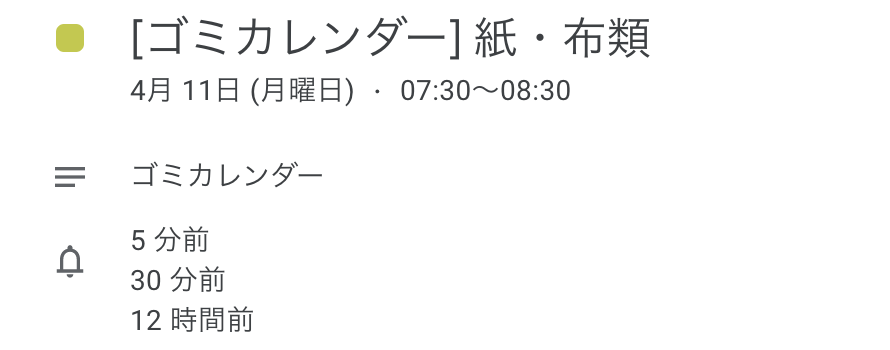 [ゴミカレンダー] 紙・布類
4月 11日 (月曜日) ・ 07:30～08:30
ゴミカレンダー
5 分前
30 分前
12 時間前